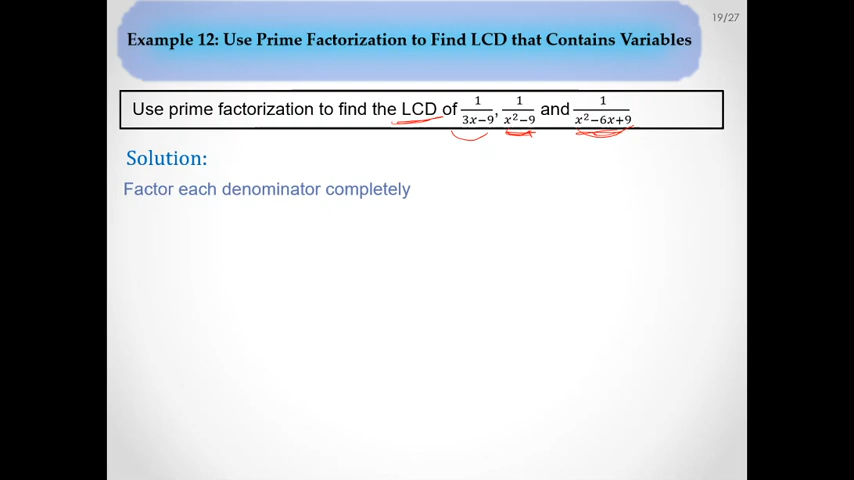 19/27
Example 12: Use Prime Factorization to Find LCD that Contains Variables
Use prime factorization to find the LCD of 1/(3x−9), 1/(x²−9) and 1/(x²−6x+9)
Solution:
Factor each denominator completely